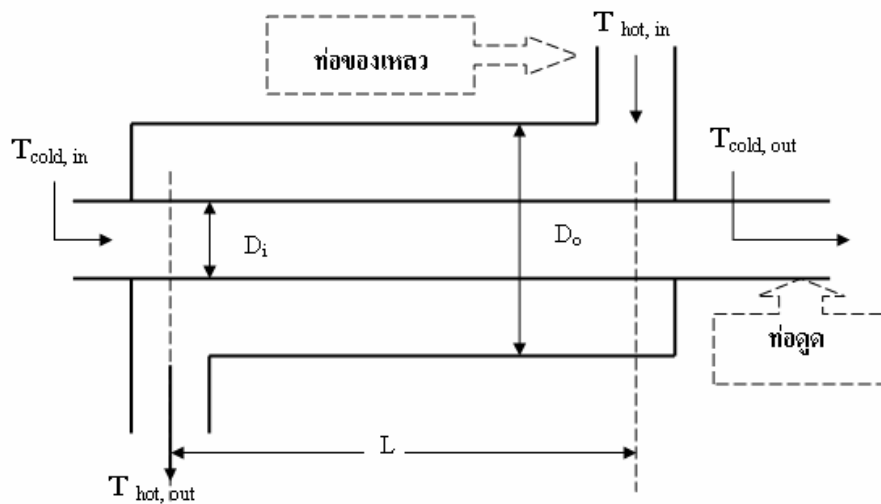 T hot, in
ท่อของเหลว
T cold, in
T cold, out
D i
D o
ท่อดูด
L
T hot, out